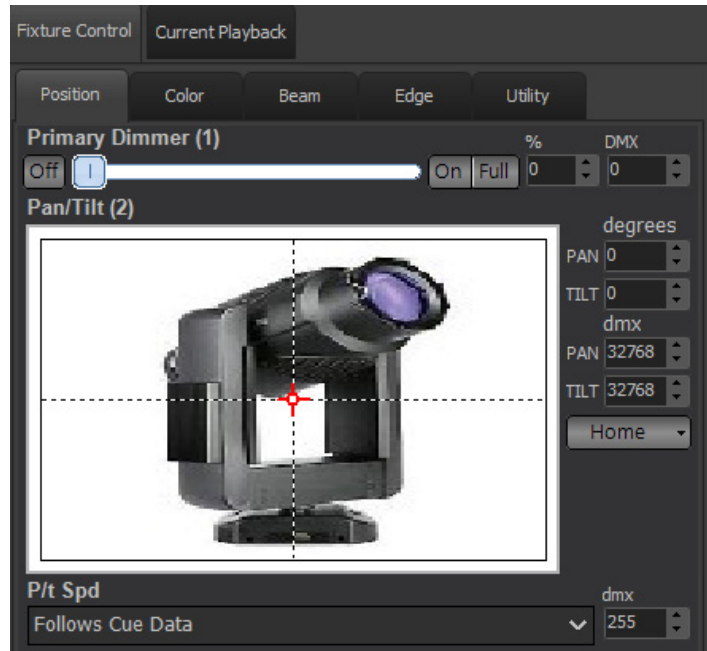 Fixture Control Current Playback
Position Color Beam Edge Utility
Primary Dimmer (1) % DMX
Off On Full 0 0
Pan/Tilt (2)
degrees
PAN 0
TILT 0
dmx
PAN 32768
TILT 32768
Home
P/t Spd dmx
Follows Cue Data 255